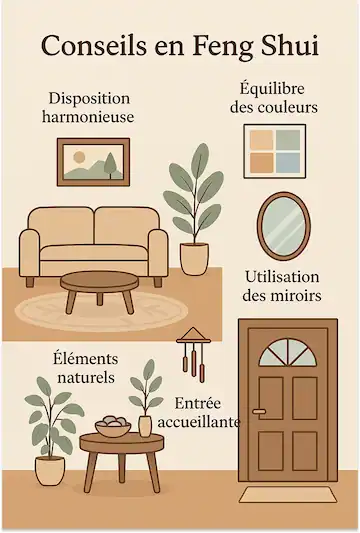 Conseils en Feng Shui
Disposition
harmonieuse
Équilibre
des couleurs
Utilisation
des miroirs
Éléments
naturels
Entrée
accueillante